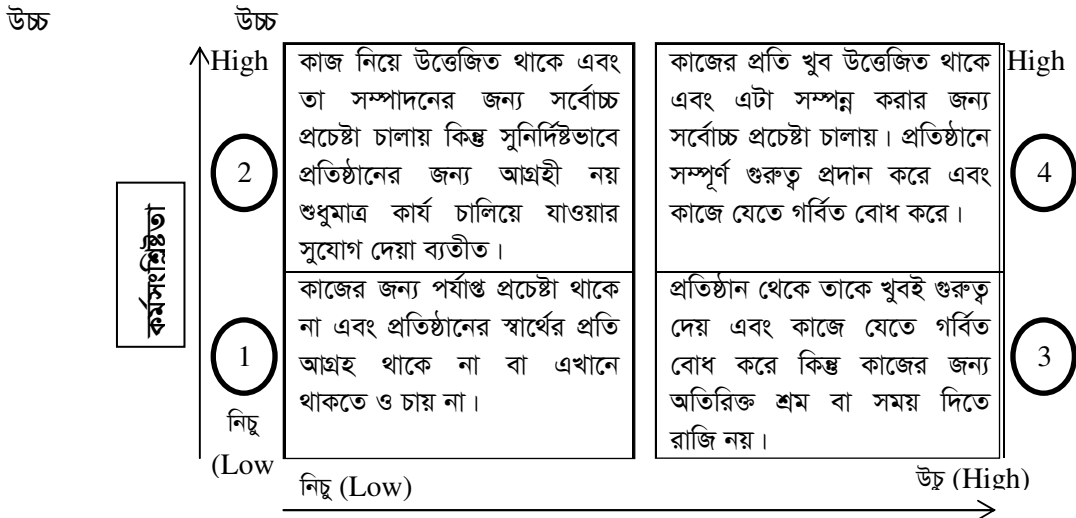 উচ্চ
উচ্চ
High
কাজ নিয়ে উত্তেজিত থাকে এবং
তা সম্পাদনের জন্য সর্বোচ্চ
প্রচেষ্টা চালায় কিন্তু সুনির্দিষ্টভাবে
প্রতিষ্ঠানের জন্য আগ্রহী নয়
শুধুমাত্র কার্য চালিয়ে যাওয়ার
সুযোগ দেয়া ব্যতীত।
কাজের প্রতি খুব উত্তেজিত থাকে
এবং এটা সম্পন্ন করার জন্য
সর্বোচ্চ প্রচেষ্টা চালায়। প্রতিষ্ঠানে
সম্পূর্ণ গুরুত্ব প্রদান করে এবং
কাজে যেতে গর্বিত বোধ করে।
High
2
4
কর্মসংশ্লিষ্টতা
কাজের জন্য পর্যাপ্ত প্রচেষ্টা থাকে
না এবং প্রতিষ্ঠানের স্বার্থের প্রতি
আগ্রহ থাকে না বা এখানে
থাকতে ও চায় না।
প্রতিষ্ঠান থেকে তাকে খুবই গুরুত্ব
দেয় এবং কাজে যেতে গর্বিত
বোধ করে কিন্তু কাজের জন্য
অতিরিক্ত শ্রম বা সময় দিতে
রাজি নয়।
1
3
নিচু
(Low
নিচু (Low)
উচু (High)